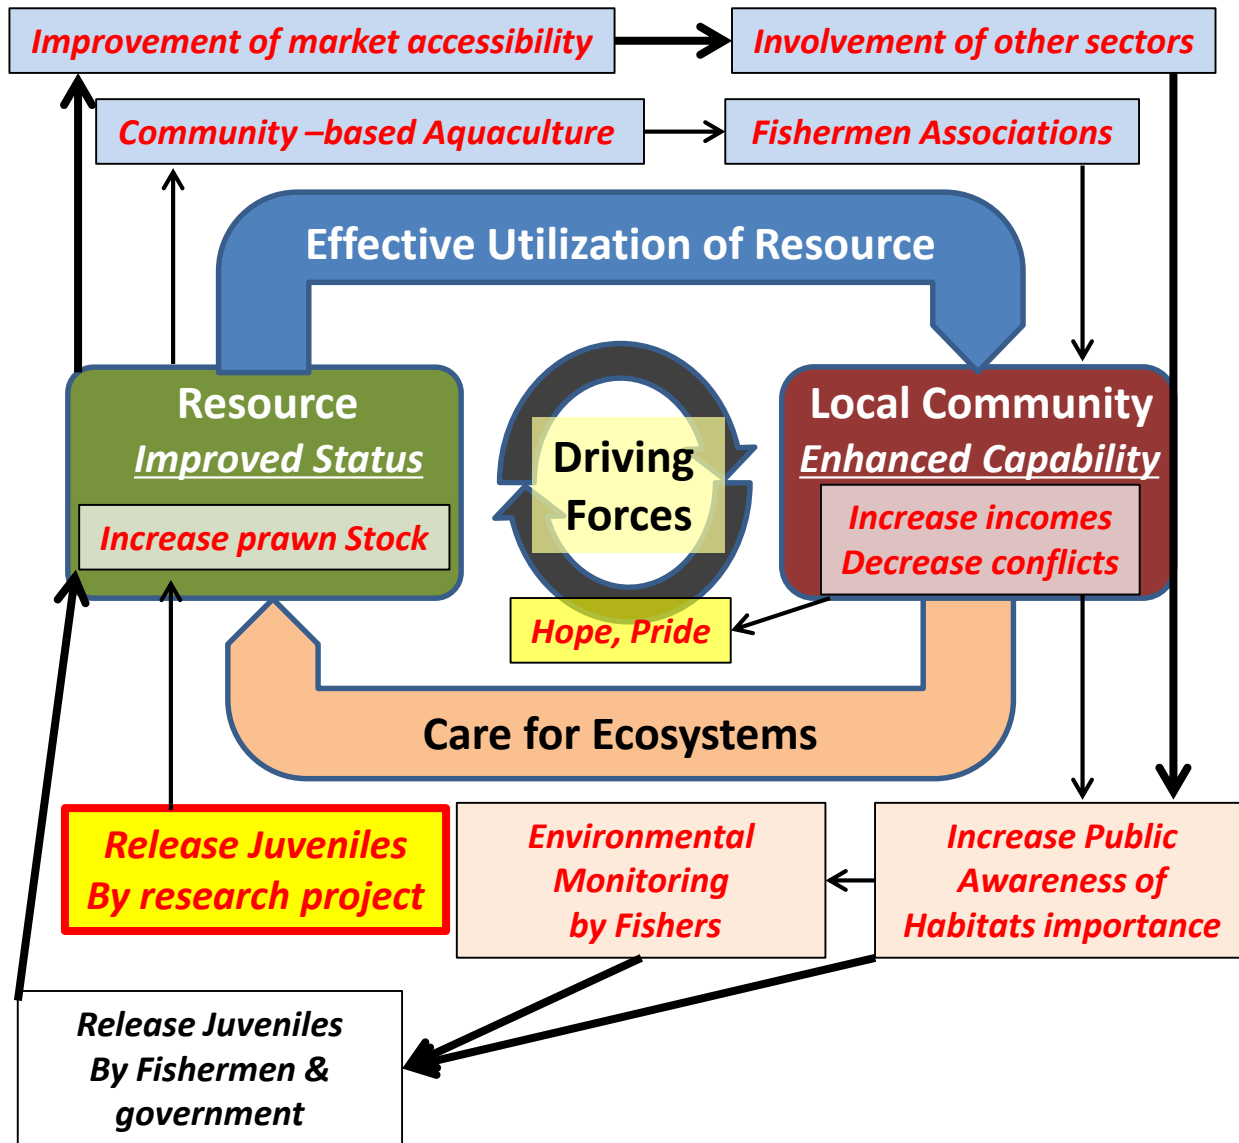 Improvement of market accessibility
Involvement of other sectors
Community –based Aquaculture
Fishermen Associations
Effective Utilization of Resource
Resource
Improved Status
Increase prawn Stock
Driving
Forces
Local Community
Enhanced Capability
Increase incomes
Decrease conflicts
Hope, Pride
Care for Ecosystems
Release Juveniles
By research project
Environmental
Monitoring
by Fishers
Increase Public
Awareness of
Habitats importance
Release Juveniles
By Fishermen &
government